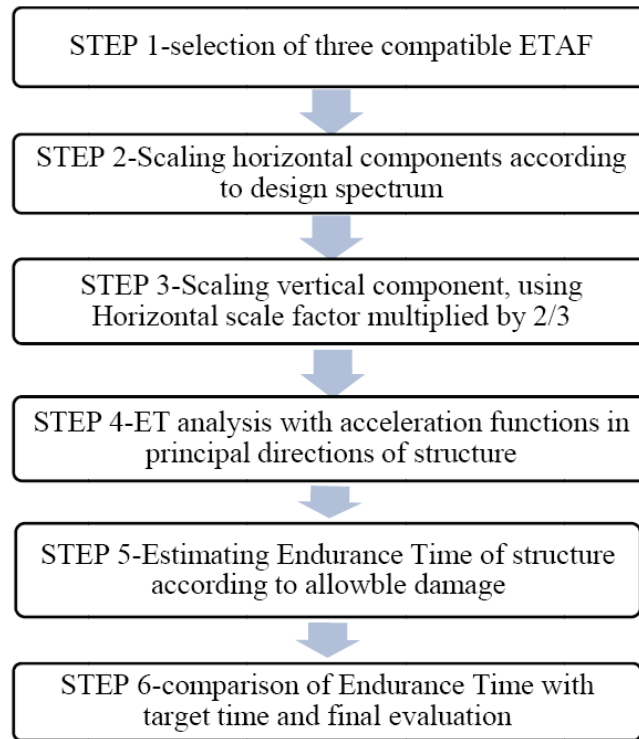 STEP 1-selection of three compatible ETAF
STEP 2-Scaling horizontal components according
to design spectrum
STEP 3-Scaling vertical component, using
Horizontal scale factor multiplied by 2/3
STEP 4-ET analysis with acceleration functions in
principal directions of structure
STEP 5-Estimating Endurance Time of structure
according to allowble damage
STEP 6-comparison of Endurance Time with
target time and final evaluation